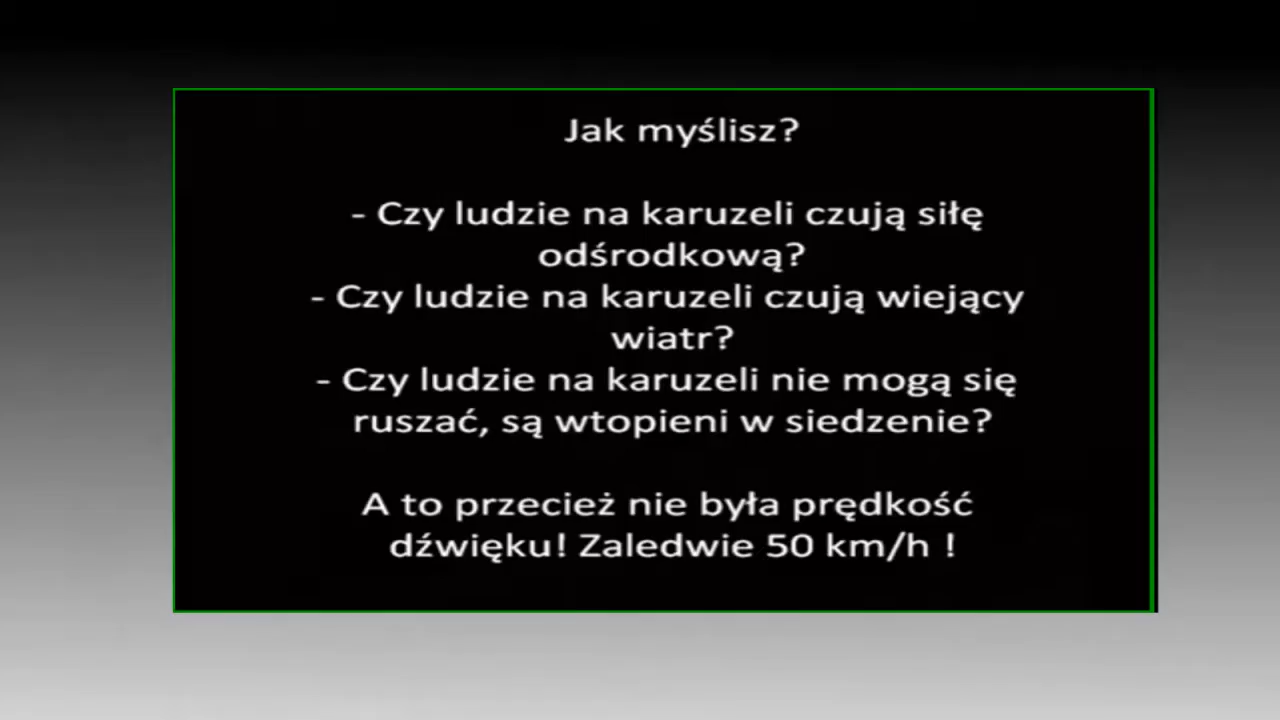 Jak myślisz?
- Czy ludzie na karuzeli czują siłę
odśrodkową?
- Czy ludzie na karuzeli czują wiejący
wiatr?
- Czy ludzie na karuzeli nie mogą się
ruszać, są wtopieni w siedzenie?
A to przecież nie była prędkość
dźwięku! Zaledwie 50 km/h !